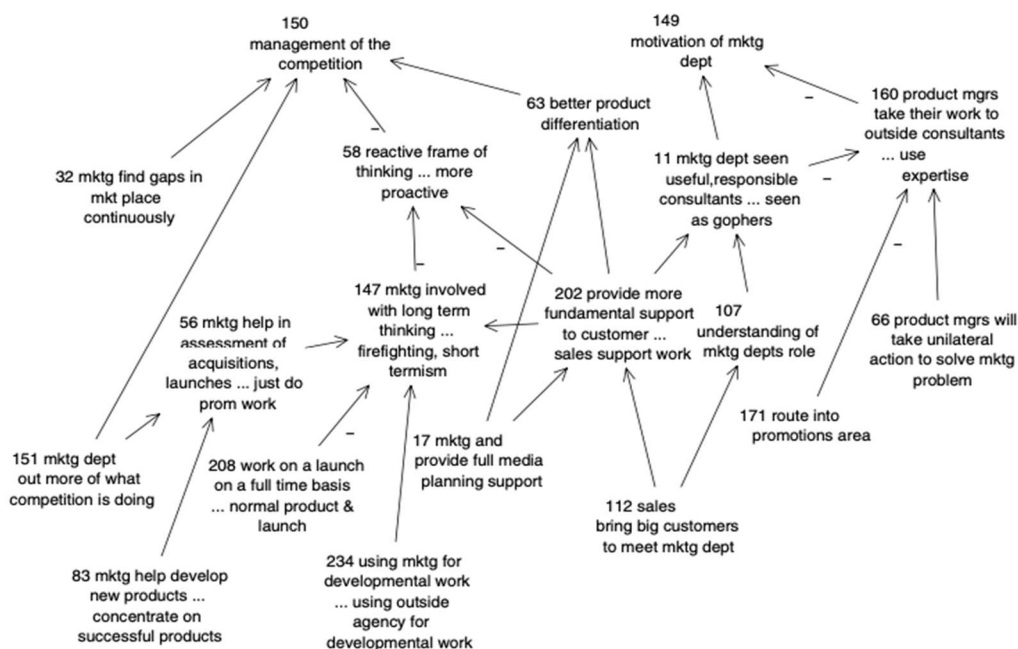 150
management of the
competition
149
motivation of mktg
dept
63 better product
differentiation
160 product mgrs
take their work to
outside consultants
... use
expertise
–
–
58 reactive frame of
thinking ... more
proactive
11 mktg dept seen
useful,responsible
consultants ... seen
as gophers
–
32 mktg find gaps in
mkt place
continuously
–
–
–
147 mktg involved
with long term
thinking ...
firefighting, short
termism
202 provide more
fundamental support
to customer ...
sales support work
107
understanding of
mktg depts role
56 mktg help in
assessment of
acquisitions,
launches ... just do
prom work
66 product mgrs will
take unilateral
action to solve mktg
problem
171 route into
promotions area
–
151 mktg dept
out more of what
competition is doing
208 work on a launch
on a full time basis
... normal product &
launch
17 mktg and
provide full media
planning support
112 sales
bring big customers
to meet mktg dept
83 mktg help develop
new products ...
concentrate on
successful products
234 using mktg for
developmental work
... using outside
agency for
developmental work